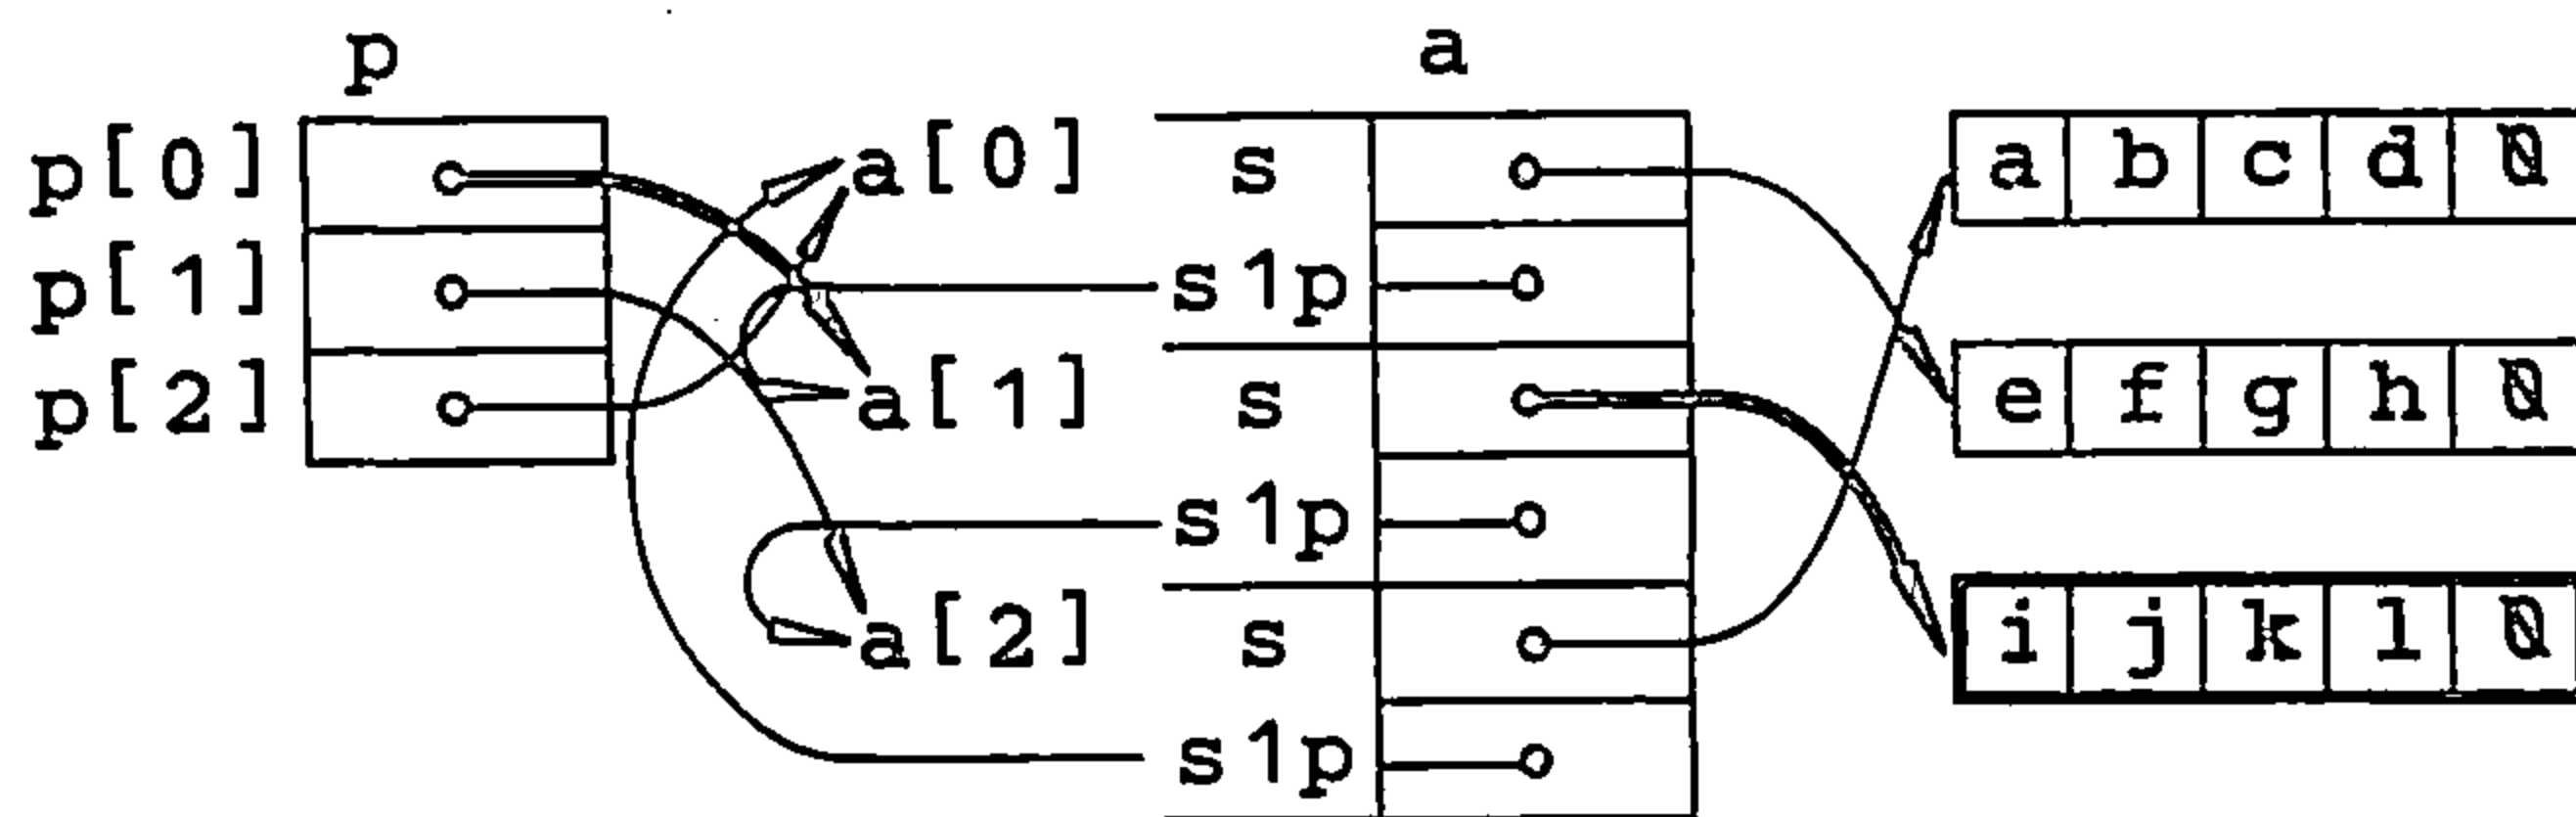 p a
p[0] a[0] s a b c d 0
p[1] s1p
p[2] a[1] s e f g h 0
s1p
a[2] s i j k l 0
s1p